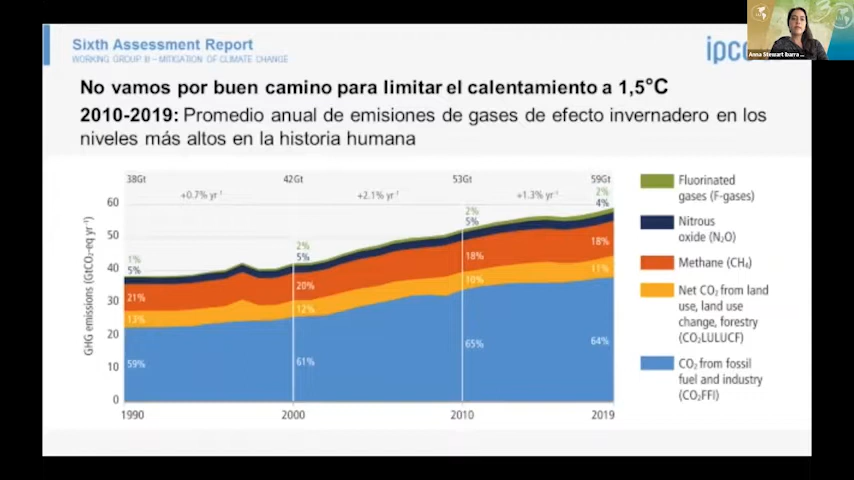 Sixth Assessment Report
WORKING GROUP III – MITIGATION OF CLIMATE CHANGE
ipcc
Anna Stewart Ibarra ...
No vamos por buen camino para limitar el calentamiento a 1,5°C
2010-2019: Promedio anual de emisiones de gases de efecto invernadero en los
niveles más altos en la historia humana
38Gt 42Gt 53Gt 59Gt
+0.7% yr⁻¹ +2.1% yr⁻¹ +1.3% yr⁻¹
GHG emissions (GtCO₂-eq yr⁻¹)
60
50
40
30
20
10
0
1%
5%
21%
13%
59%
2%
5%
20%
12%
61%
2%
5%
18%
10%
65%
2%
4%
18%
11%
64%
1990 2000 2010 2019
Fluorinated
gases (F-gases)
Nitrous
oxide (N₂O)
Methane (CH₄)
Net CO₂ from land
use, land use
change, forestry
(CO₂LULUCF)
CO₂ from fossil
fuel and industry
(CO₂FFI)